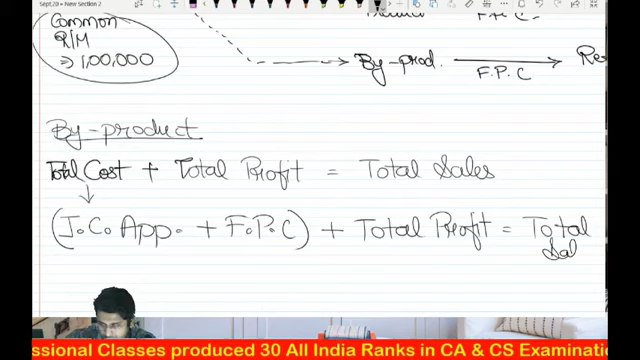 Sept.20 - New Section 2
Common
R/M
⇒ 1,00,000
By-prod.
F.P.C
By-product
Total Cost + Total Profit = Total Sales
(J.C. App. + F.P.C) + Total Profit = Total
Sal
ssional Classes produced 30 All India Ranks in CA & CS Examinatio